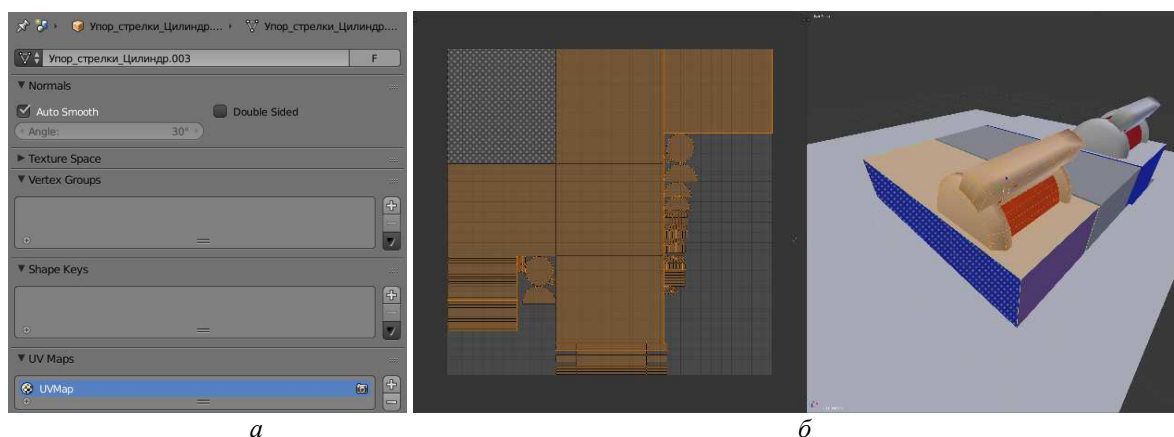 Упор_стрелки_Цилиндр.... Упор_стрелки_Цилиндр....
Упор_стрелки_Цилиндр.003 F
Normals
Auto Smooth Double Sided
Angle: 30°
Texture Space
Vertex Groups
Shape Keys
UV Maps
UVMap
а б